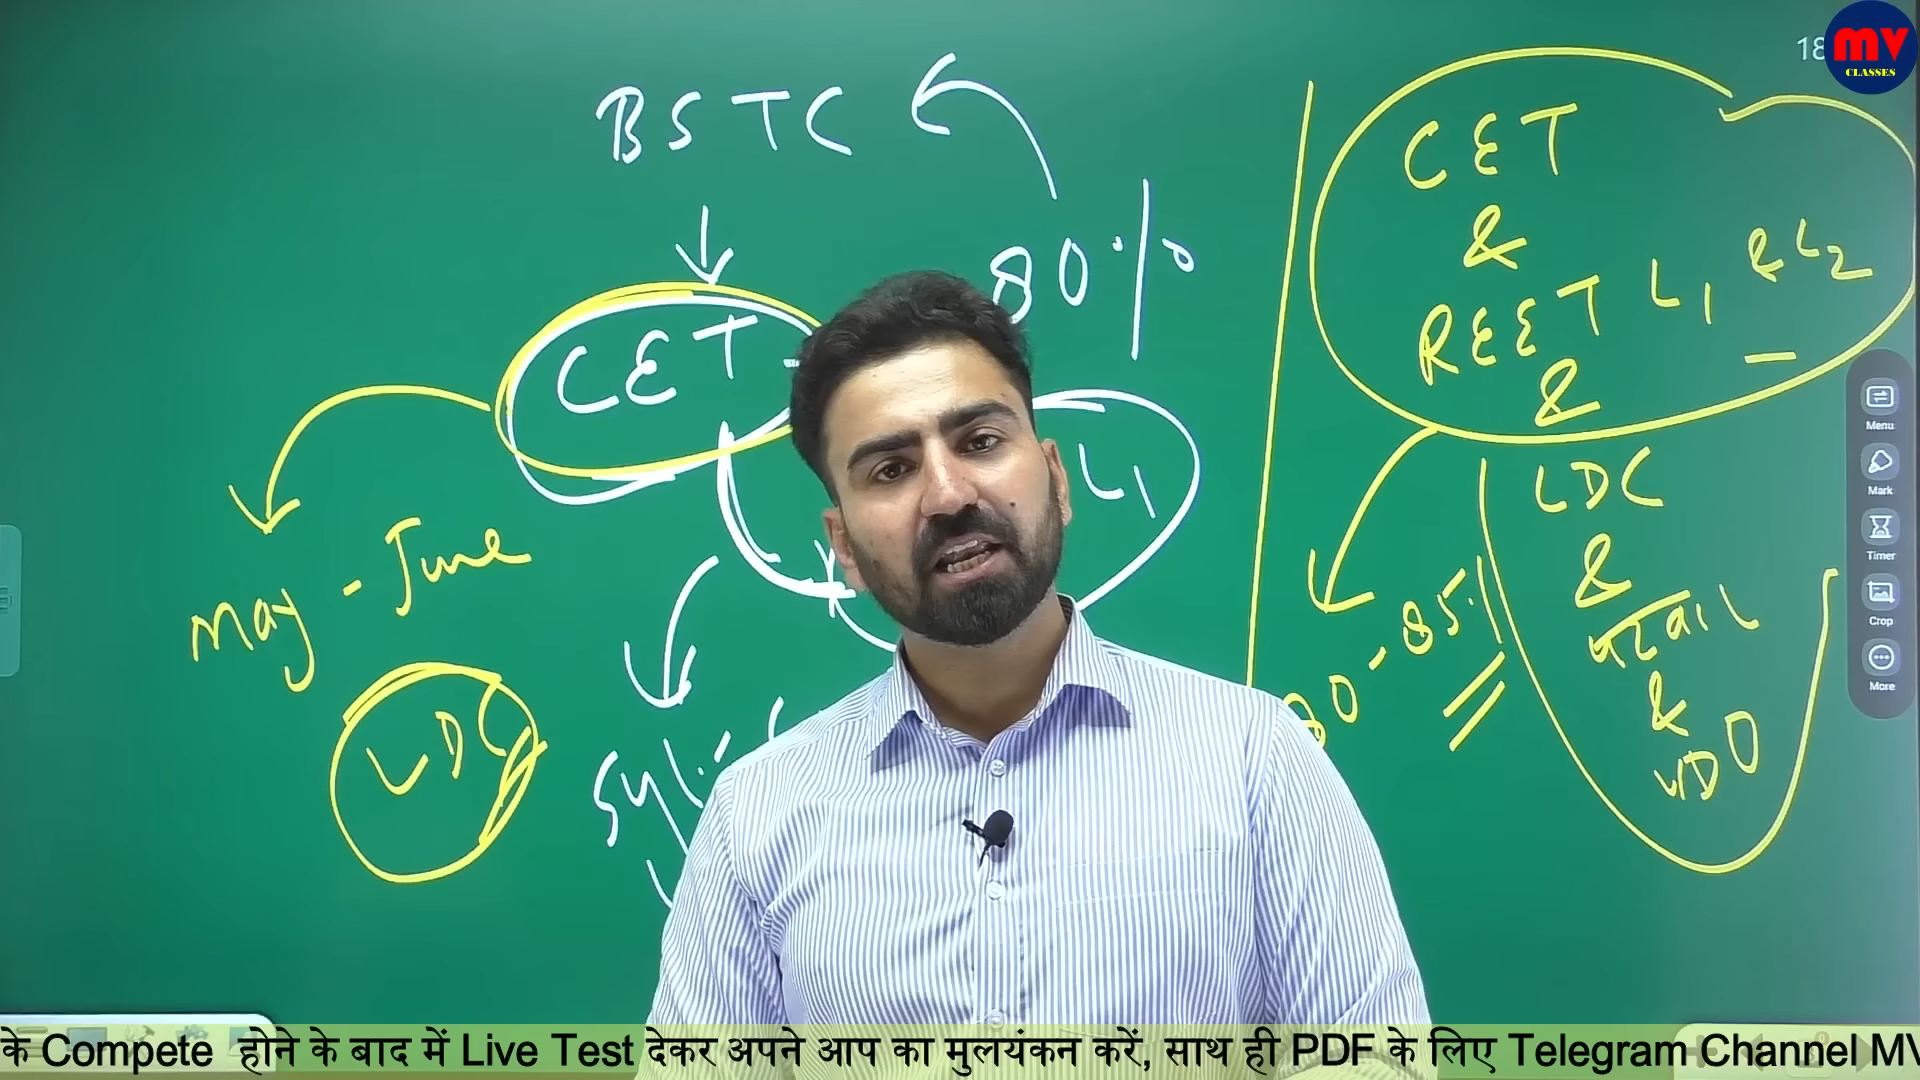 18
MV
CLASSES
BSTC
80%
CET
L1
May - June
LDC
CET
&
REET L1 & L2
&
LDC
&
&
VDO
80-85%
Menu
Mark
Timer
Crop
More
के Compete होने के बाद में Live Test देकर अपने आप का मुलयंकन करें, साथ ही PDF के लिए Telegram Channel MV